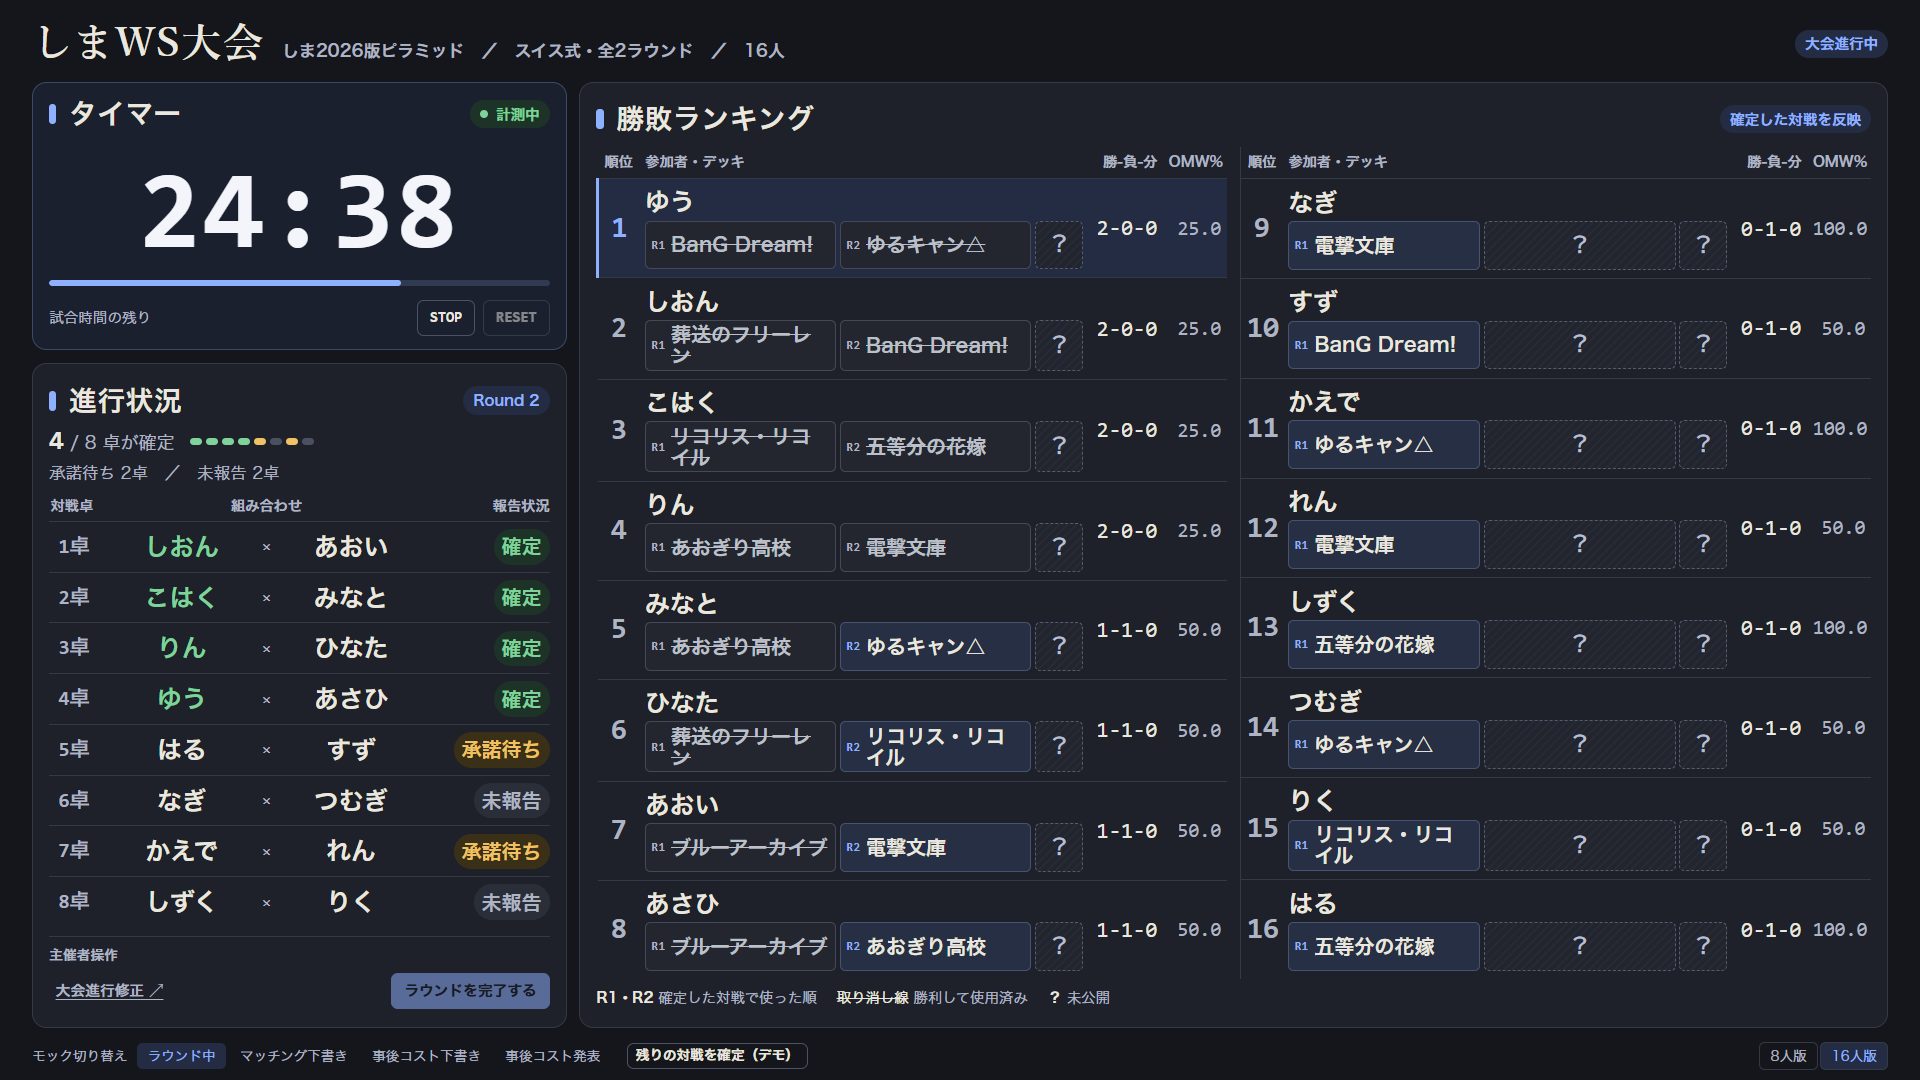 しまWS大会 しま2026版ピラミッド ／ スイス式・全2ラウンド ／ 16人 大会進行中
タイマー 計測中
24:38
試合時間の残り STOP RESET
進行状況 Round 2
4 / 8 卓が確定
承諾待ち 2卓 ／ 未報告 2卓
対戦卓 組み合わせ 報告状況
1卓 しおん × あおい 確定
2卓 こはく × みなと 確定
3卓 りん × ひなた 確定
4卓 ゆう × あさひ 確定
5卓 はる × すず 承諾待ち
6卓 なぎ × つむぎ 未報告
7卓 かえで × れん 承諾待ち
8卓 しずく × りく 未報告
主催者操作
大会進行修正 ↗ ラウンドを完了する
勝敗ランキング 確定した対戦を反映
順位 参加者・デッキ 勝-負-分 OMW%
1 ゆう 2-0-0 25.0
R1 BanG Dream! R2 ゆるキャン△ ?
2 しおん 2-0-0 25.0
R1 葬送のフリーレン R2 BanG Dream! ?
3 こはく 2-0-0 25.0
R1 リコリス・リコイル R2 五等分の花嫁 ?
4 りん 2-0-0 25.0
R1 あおぎり高校 R2 電撃文庫 ?
5 みなと 1-1-0 50.0
R1 あおぎり高校 R2 ゆるキャン△ ?
6 ひなた 1-1-0 50.0
R1 葬送のフリーレン R2 リコリス・リコイル ?
7 あおい 1-1-0 50.0
R1 ブルーアーカイブ R2 電撃文庫 ?
8 あさひ 1-1-0 50.0
R1 ブルーアーカイブ R2 あおぎり高校 ?
順位 参加者・デッキ 勝-負-分 OMW%
9 なぎ 0-1-0 100.0
R1 電撃文庫 ? ?
10 すず 0-1-0 50.0
R1 BanG Dream! ? ?
11 かえで 0-1-0 100.0
R1 ゆるキャン△ ? ?
12 れん 0-1-0 50.0
R1 電撃文庫 ? ?
13 しずく 0-1-0 100.0
R1 五等分の花嫁 ? ?
14 つむぎ 0-1-0 50.0
R1 ゆるキャン△ ? ?
15 りく 0-1-0 50.0
R1 リコリス・リコイル ? ?
16 はる 0-1-0 100.0
R1 五等分の花嫁 ? ?
R1・R2 確定した対戦で使った順 取り消し線 勝利して使用済み ? 未公開
モック切り替え ラウンド中 マッチング下書き 事後コスト下書き 事後コスト発表 残りの対戦を確定（デモ） 8人版 16人版